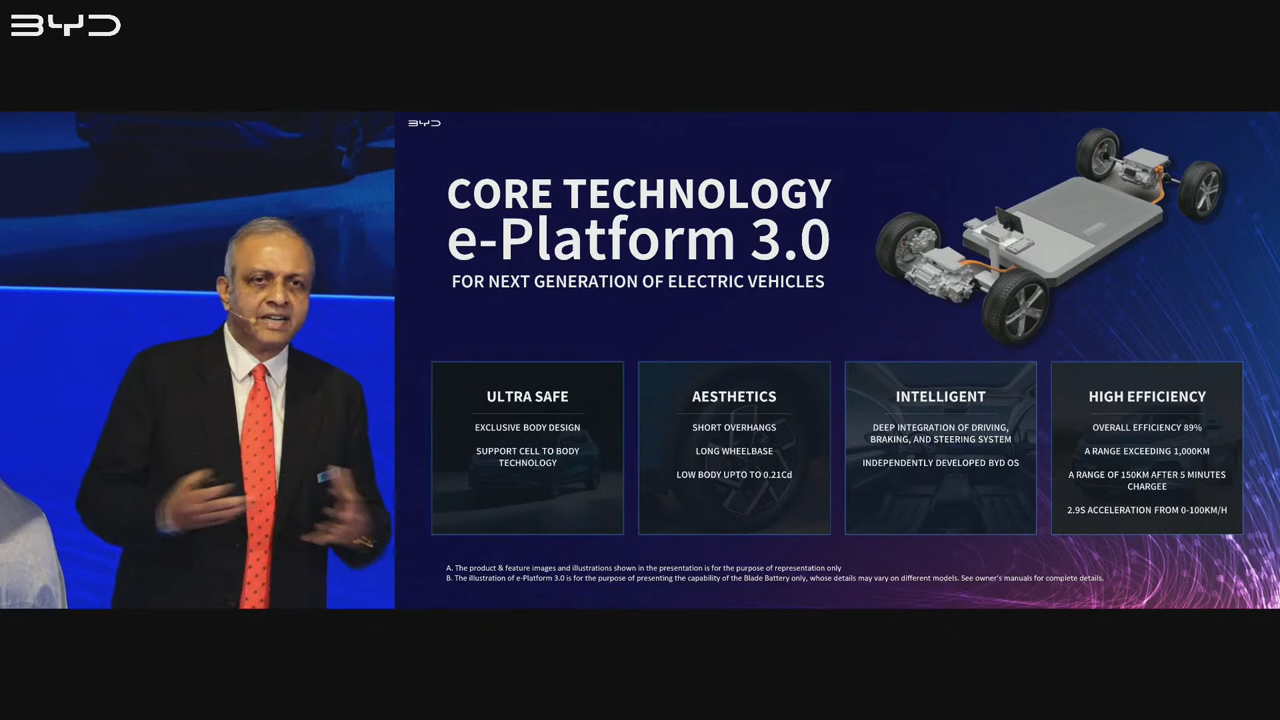 BYD
BYD
CORE TECHNOLOGY
e-Platform 3.0
FOR NEXT GENERATION OF ELECTRIC VEHICLES
ULTRA SAFE
EXCLUSIVE BODY DESIGN
SUPPORT CELL TO BODY
TECHNOLOGY
AESTHETICS
SHORT OVERHANGS
LONG WHEELBASE
LOW BODY UPTO TO 0.21Cd
INTELLIGENT
DEEP INTEGRATION OF DRIVING,
BRAKING, AND STEERING SYSTEM
INDEPENDENTLY DEVELOPED BYD OS
HIGH EFFICIENCY
OVERALL EFFICIENCY 89%
A RANGE EXCEEDING 1,000KM
A RANGE OF 150KM AFTER 5 MINUTES
CHARGEE
2.9S ACCELERATION FROM 0-100KM/H
A. The product & feature images and illustrations shown in the presentation is for the purpose of representation only
B. The illustration of e-Platform 3.0 is for the purpose of presenting the capability of the Blade Battery only, whose details may vary on different models. See owner's manuals for complete details.